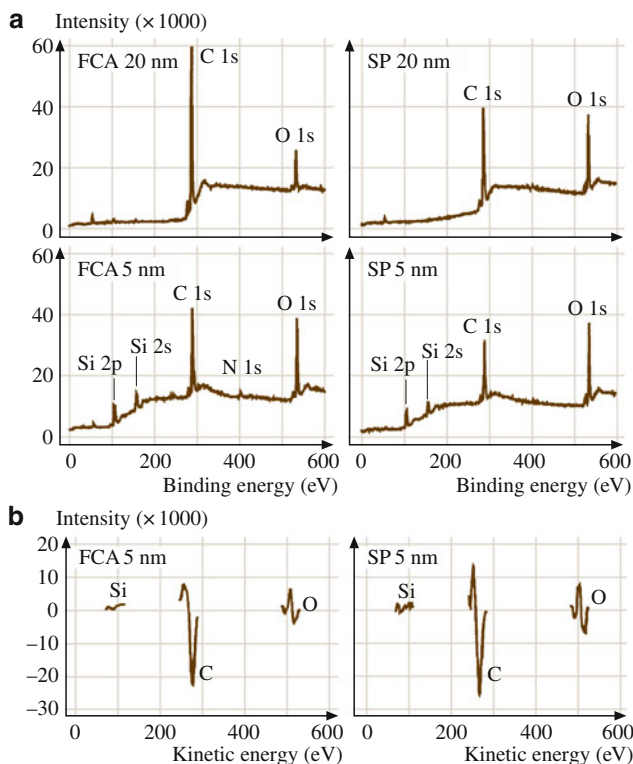 a
Intensity (× 1000)
60
40
20
0
FCA 20 nm
C 1s
O 1s
SP 20 nm
C 1s
O 1s
60
40
20
0
FCA 5 nm
Si 2p
Si 2s
C 1s
N 1s
O 1s
SP 5 nm
Si 2p
Si 2s
C 1s
O 1s
0 200 400 600
Binding energy (eV)
0 200 400 600
Binding energy (eV)
b
Intensity (× 1000)
20
10
0
−10
−20
−30
FCA 5 nm
Si
C
O
SP 5 nm
Si
C
O
0 200 400 600
Kinetic energy (eV)
0 200 400 600
Kinetic energy (eV)